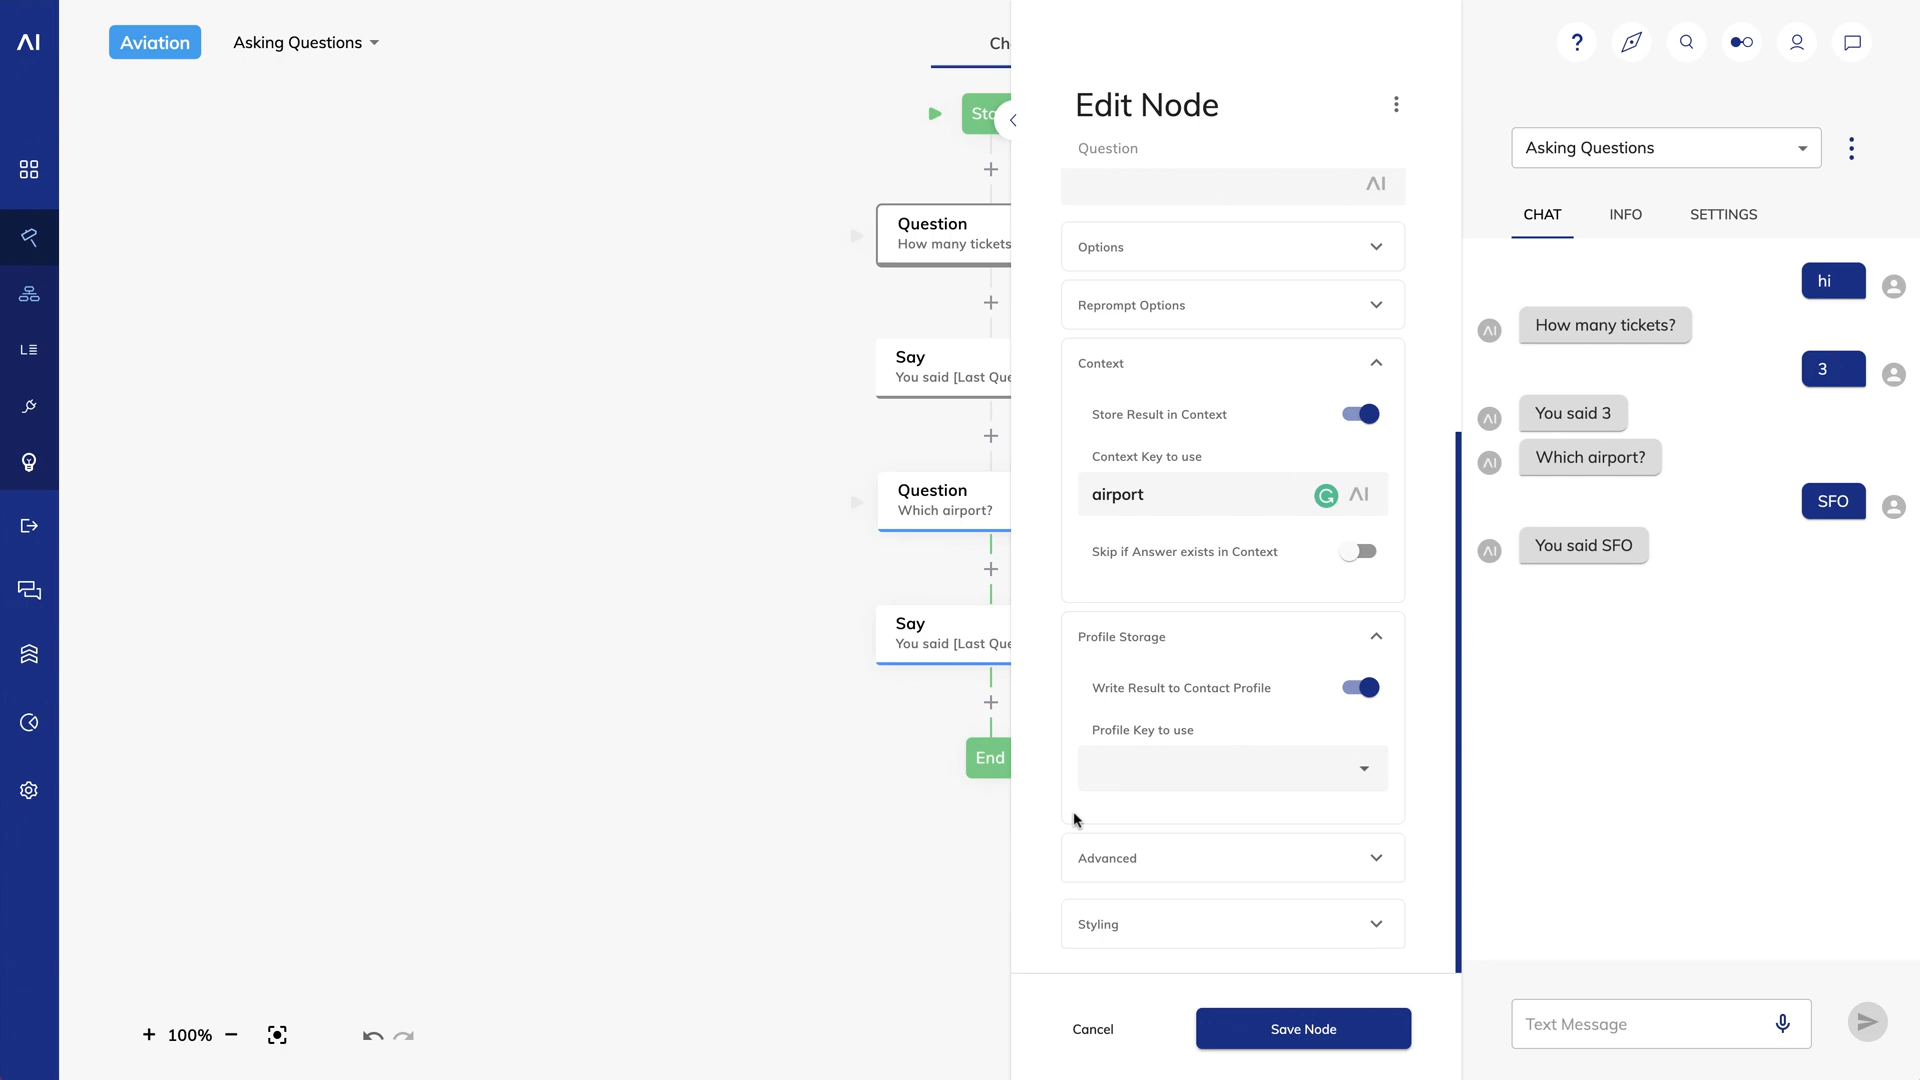 Aviation
Asking Questions
Ch
Sta
Question
How many tickets
Say
You said [Last Que
Question
Which airport?
Say
You said [Last Que
End
100%
Edit Node
Question
AI
Options
Reprompt Options
Context
Store Result in Context
Context Key to use
airport
AI
Skip if Answer exists in Context
Profile Storage
Write Result to Contact Profile
Profile Key to use
Advanced
Styling
Cancel
Save Node
?
Asking Questions
CHAT
INFO
SETTINGS
hi
How many tickets?
3
You said 3
Which airport?
SFO
You said SFO
Text Message